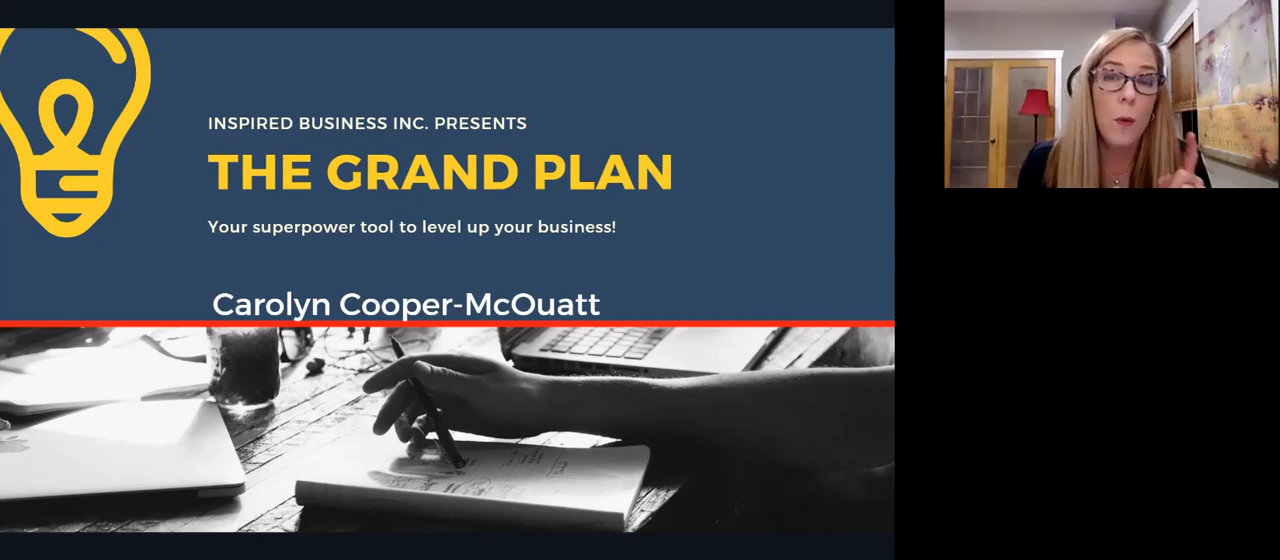 INSPIRED BUSINESS INC. PRESENTS
THE GRAND PLAN
Your superpower tool to level up your business!
Carolyn Cooper-McOuatt